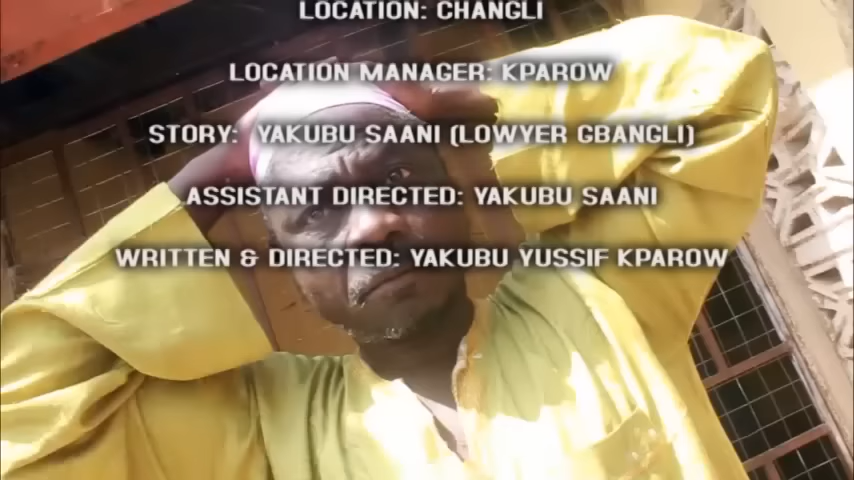 LOCATION: CHANGLI
LOCATION MANAGER: KPAROW
STORY: YAKUBU SAANI (LOWYER GBANGLI)
ASSISTANT DIRECTED: YAKUBU SAANI
WRITTEN & DIRECTED: YAKUBU YUSSIF KPAROW